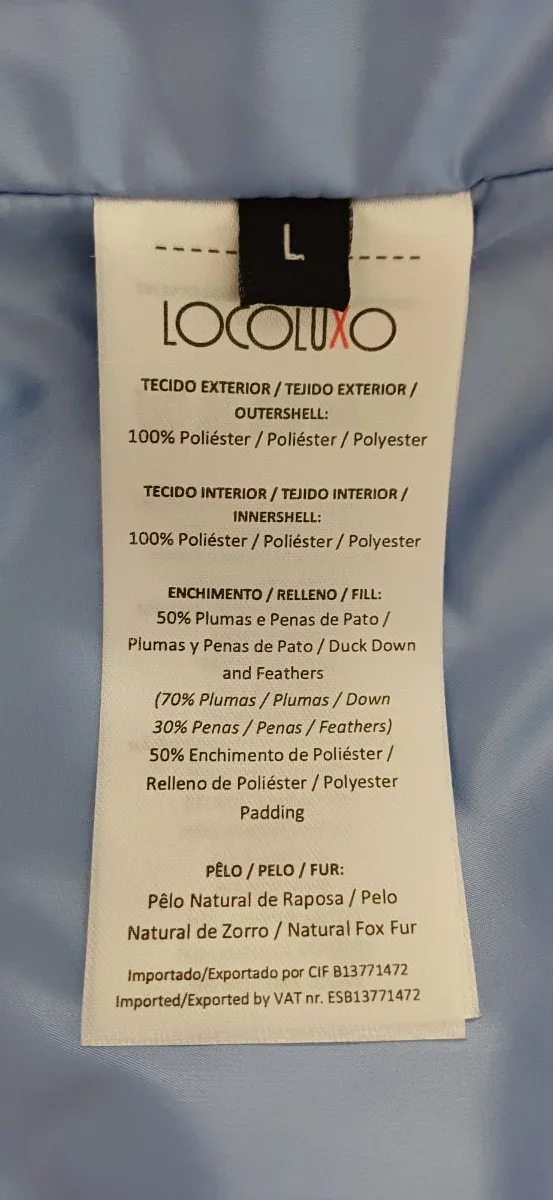 L
LOCOLUXO
TECIDO EXTERIOR / TEJIDO EXTERIOR /
OUTERSHELL:
100% Poliéster / Poliéster / Polyester
TECIDO INTERIOR / TEJIDO INTERIOR /
INNERSHELL:
100% Poliéster / Poliéster / Polyester
ENCHIMENTO / RELLENO / FILL:
50% Plumas e Penas de Pato /
Plumas y Penas de Pato / Duck Down
and Feathers
(70% Plumas / Plumas / Down
30% Penas / Penas / Feathers)
50% Enchimento de Poliéster /
Relleno de Poliéster / Polyester
Padding
PÊLO / PELO / FUR:
Pêlo Natural de Raposa / Pelo
Natural de Zorro / Natural Fox Fur
Importado/Exportado por CIF B13771472
Imported/Exported by VAT nr. ESB13771472